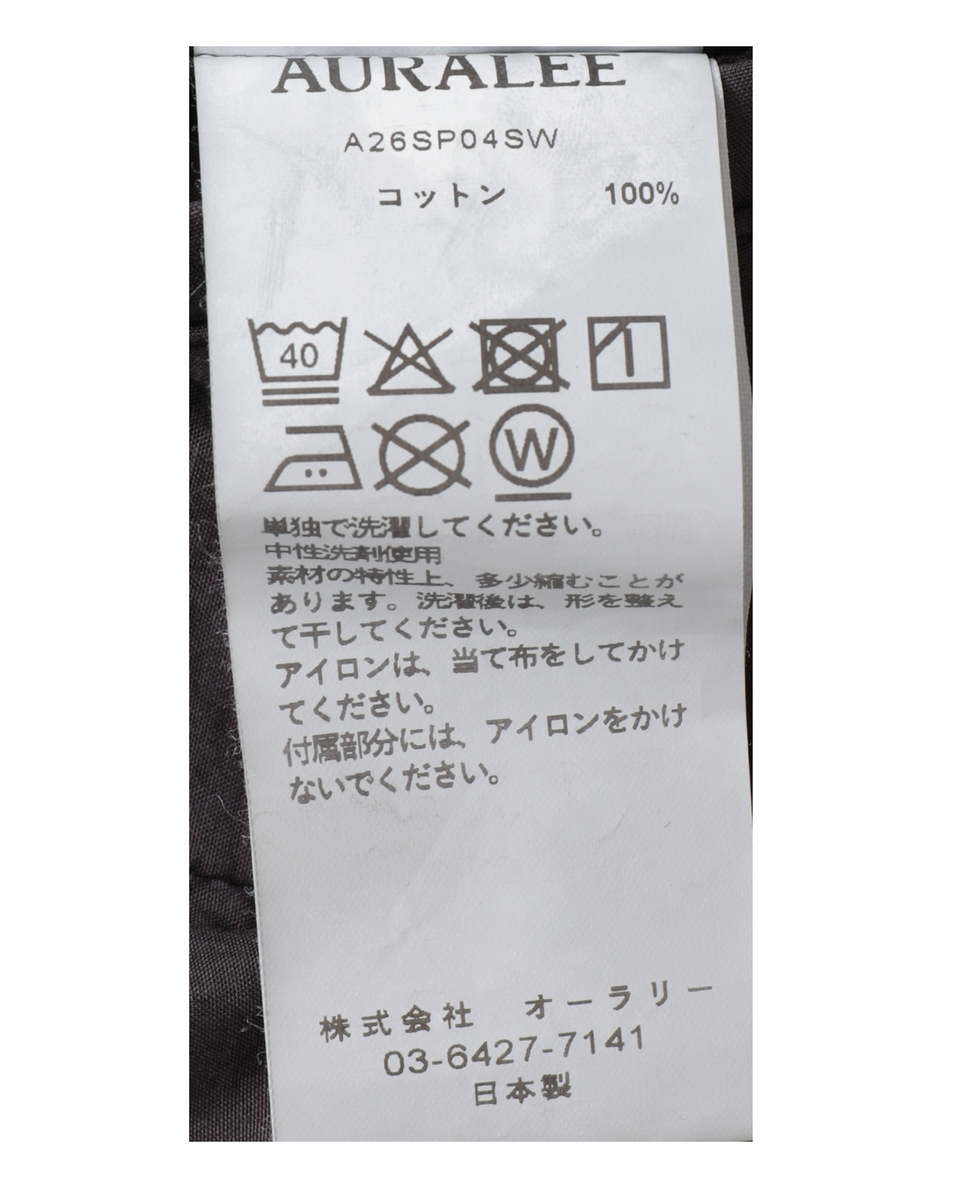 AURALEE
A26SP04SW
コットン 100%
40
W
単独で洗濯してください。
中性洗剤使用
素材の特性上、多少縮むことが
あります。洗濯後は、形を整え
て干してください。
アイロンは、当て布をしてかけ
てください。
付属部分には、アイロンをかけ
ないでください。
株式会社 オーラリー
03-6427-7141
日本製